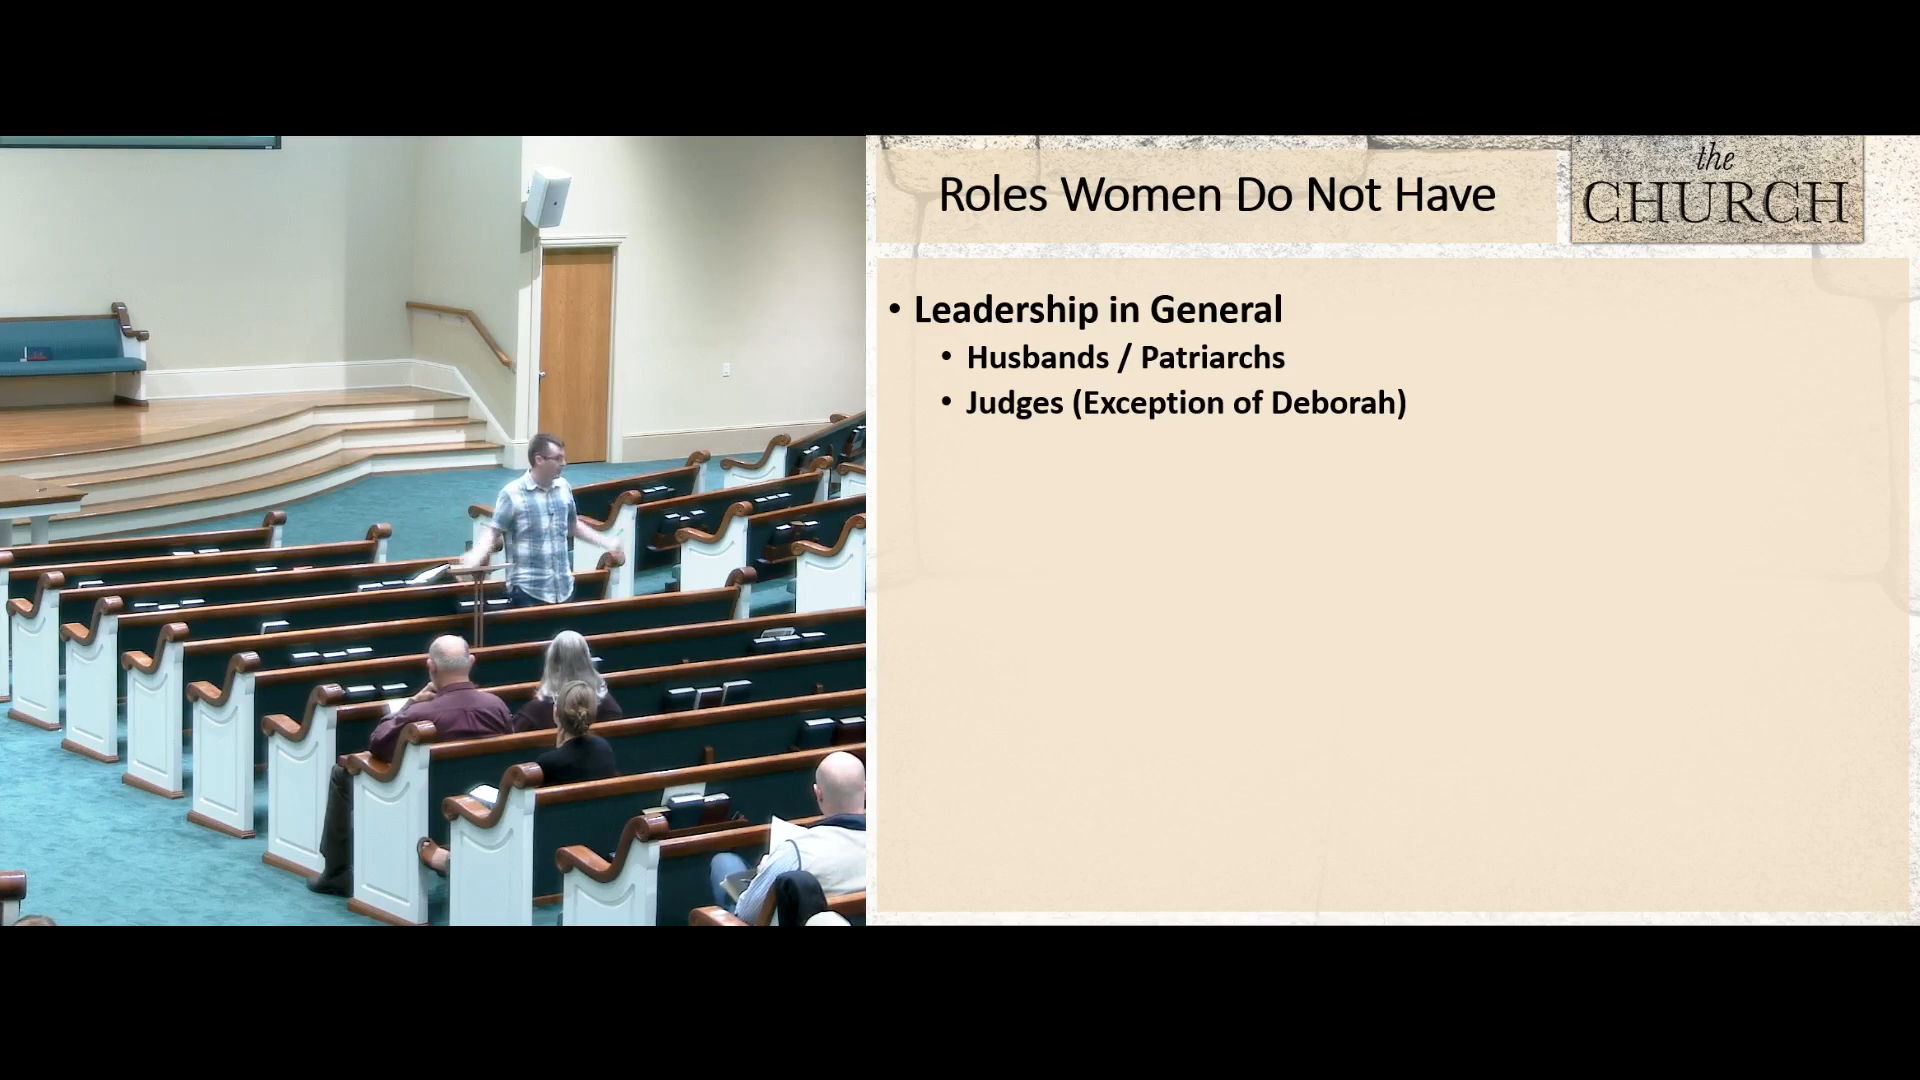 Roles Women Do Not Have
the
CHURCH
• Leadership in General
• Husbands / Patriarchs
• Judges (Exception of Deborah)